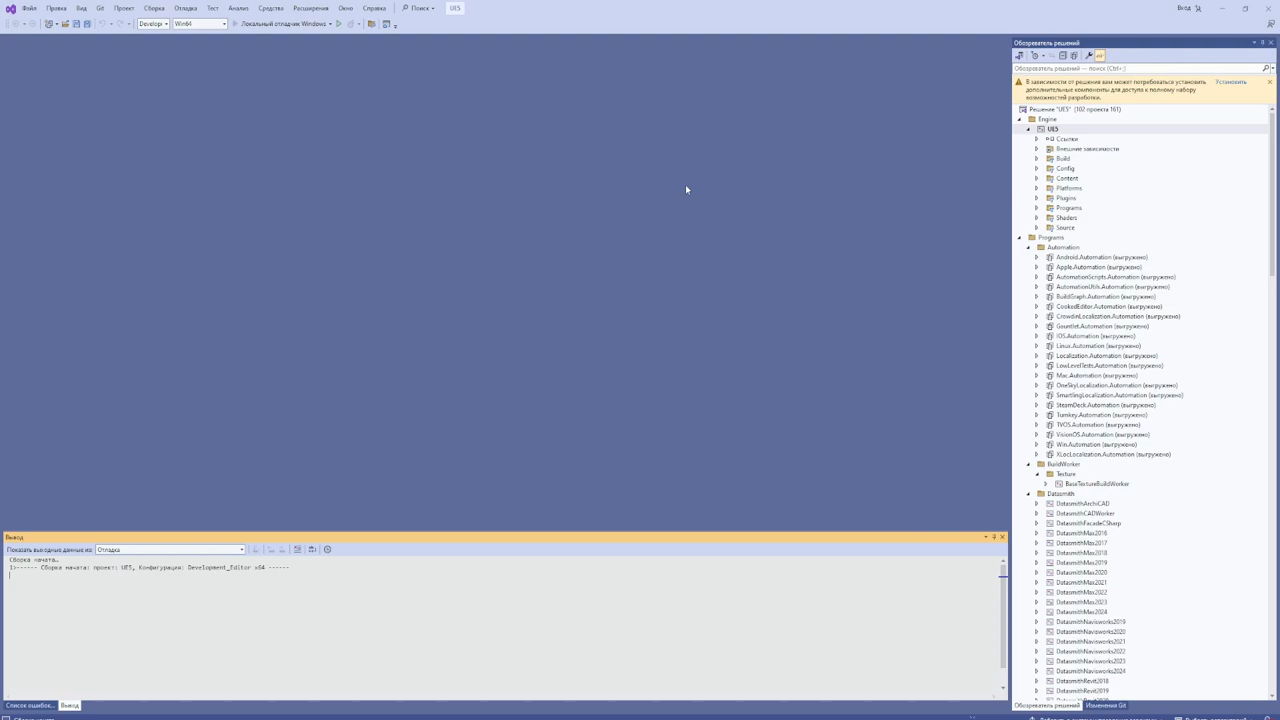 Файл Правка Вид Git Проект Сборка Отладка Тест Анализ Средства Расширения Окно Справка Поиск UE5 Вход
Develop Win64 Локальный отладчик Windows
Обозреватель решений
Обозреватель решений — поиск (Ctrl+;)
В зависимости от решения вам может потребоваться установить Установить
дополнительные компоненты для доступа к полному набору
возможностей разработки.
Решение "UE5" (102 проекта 161)
Engine
UE5
Ссылки
Внешние зависимости
Build
Config
Content
Platforms
Plugins
Programs
Shaders
Source
Programs
Automation
Android.Automation (выгружено)
Apple.Automation (выгружено)
AutomationScripts.Automation (выгружено)
AutomationUtils.Automation (выгружено)
BuildGraph.Automation (выгружено)
CookedEditor.Automation (выгружено)
CrowdinLocalization.Automation (выгружено)
Gauntlet.Automation (выгружено)
IOS.Automation (выгружено)
Linux.Automation (выгружено)
Localization.Automation (выгружено)
LowLevelTests.Automation (выгружено)
Mac.Automation (выгружено)
OneSkyLocalization.Automation (выгружено)
SmartlingLocalization.Automation (выгружено)
SteamDeck.Automation (выгружено)
Turnkey.Automation (выгружено)
TVOS.Automation (выгружено)
VisionOS.Automation (выгружено)
Win.Automation (выгружено)
XLocLocalization.Automation (выгружено)
BuildWorker
Texture
BaseTextureBuildWorker
Datasmith
DatasmithArchiCAD
DatasmithCADWorker
DatasmithFacadeCSharp
DatasmithMax2016
DatasmithMax2017
DatasmithMax2018
DatasmithMax2019
DatasmithMax2020
DatasmithMax2021
DatasmithMax2022
DatasmithMax2023
DatasmithMax2024
DatasmithNavisworks2019
DatasmithNavisworks2020
DatasmithNavisworks2021
DatasmithNavisworks2022
DatasmithNavisworks2023
DatasmithNavisworks2024
DatasmithRevit2018
DatasmithRevit2019
Обозреватель решений Изменения Git
Вывод
Показать выходные данные из: Отладка
Сборка начата…
1>------ Сборка начата: проект: UE5, Конфигурация: Development_Editor x64 ------
Список ошибок… Вывод